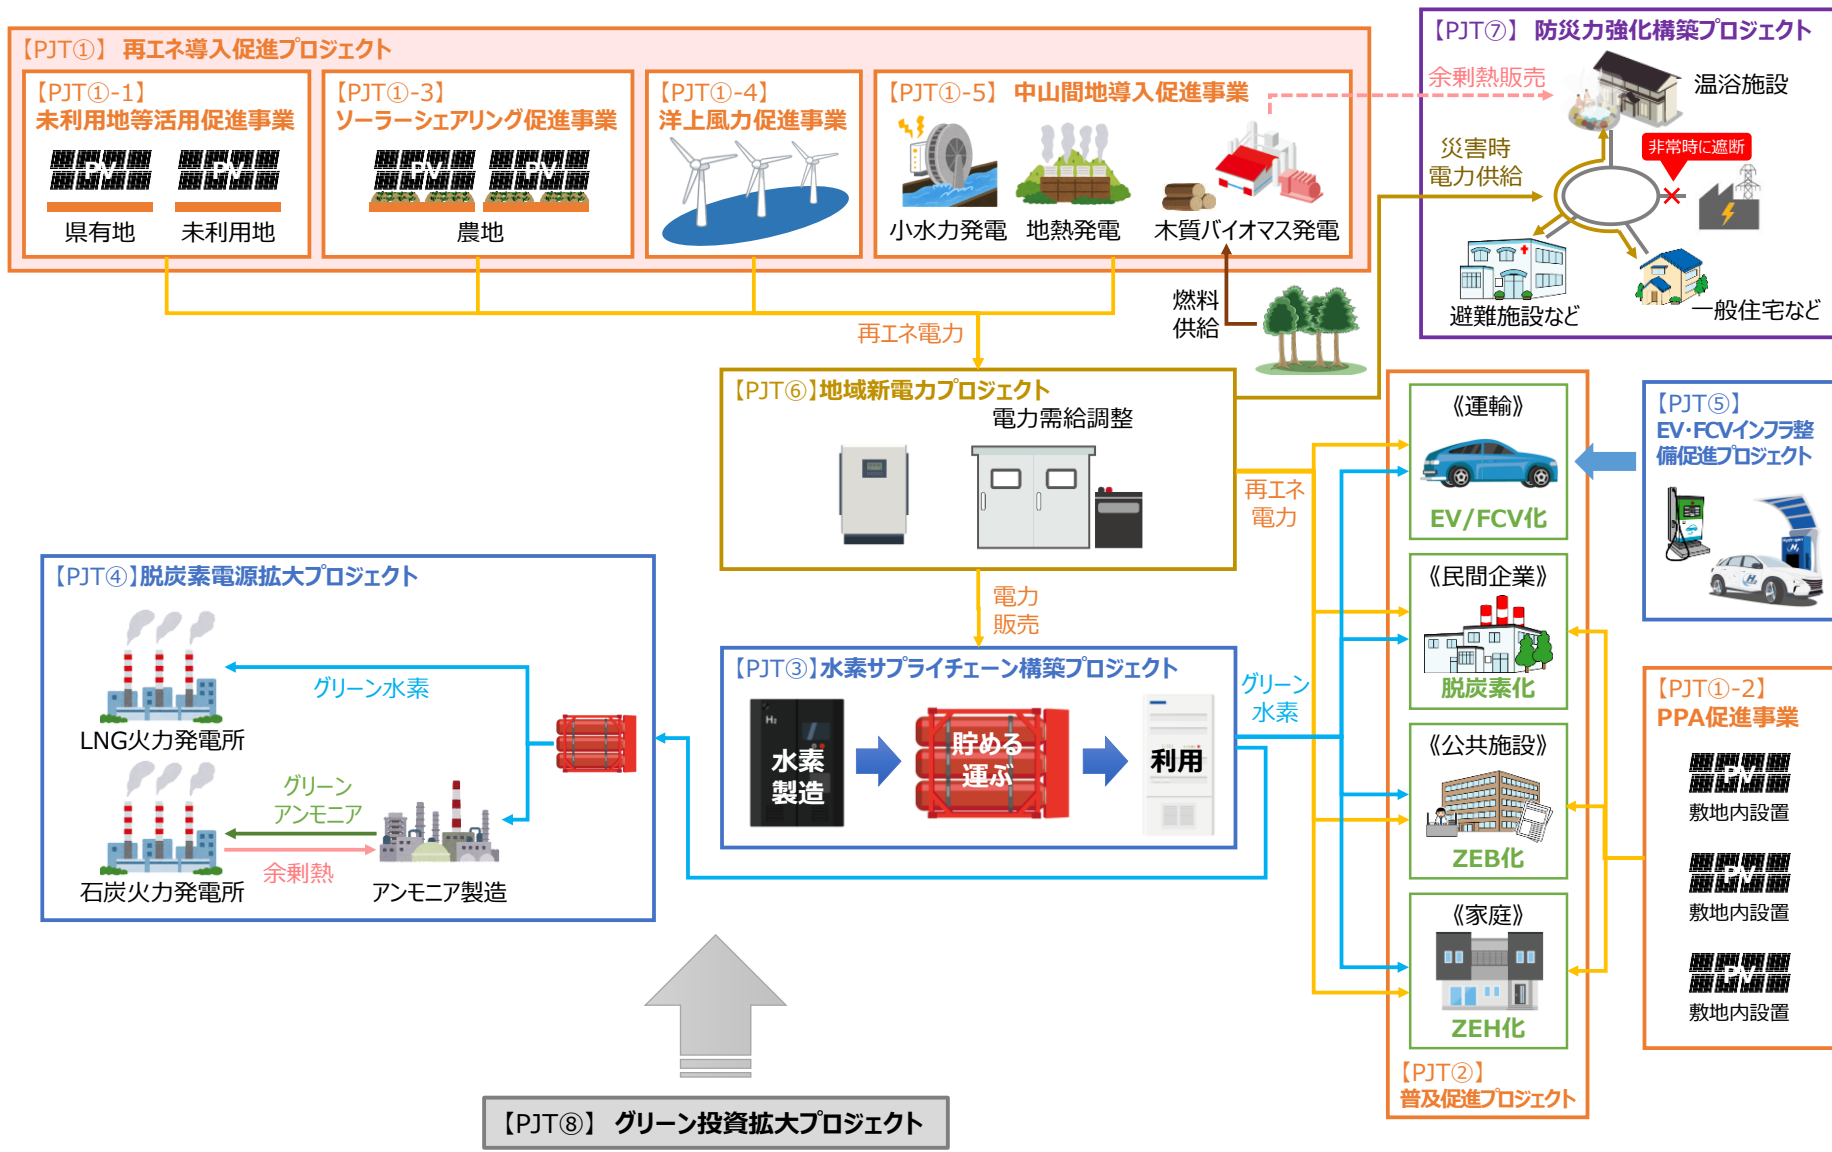 【PJT①】 再エネ導入促進プロジェクト
【PJT①-1】
未利用地等活用促進事業
PV
PV
県有地
未利用地
【PJT①-3】
ソーラーシェアリング促進事業
PV
PV
農地
【PJT①-4】
洋上風力促進事業
【PJT①-5】 中山間地導入促進事業
小水力発電
地熱発電
木質バイオマス発電
余剰熱販売
【PJT⑦】 防災力強化構築プロジェクト
温浴施設
非常時に遮断
災害時
電力供給
避難施設など
一般住宅など
燃料
供給
再エネ電力
【PJT⑥】地域新電力プロジェクト
電力需給調整
再エネ
電力
電力
販売
【PJT③】水素サプライチェーン構築プロジェクト
H₂
水素
製造
貯める
運ぶ
利用
グリーン
水素
【PJT④】脱炭素電源拡大プロジェクト
グリーン水素
LNG火力発電所
グリーン
アンモニア
余剰熱
石炭火力発電所
アンモニア製造
《運輸》
EV/FCV化
《民間企業》
脱炭素化
《公共施設》
ZEB化
《家庭》
ZEH化
【PJT②】
普及促進プロジェクト
【PJT⑤】
EV・FCVインフラ整
備促進プロジェクト
【PJT①-2】
PPA促進事業
PV
敷地内設置
PV
敷地内設置
PV
敷地内設置
【PJT⑧】 グリーン投資拡大プロジェクト